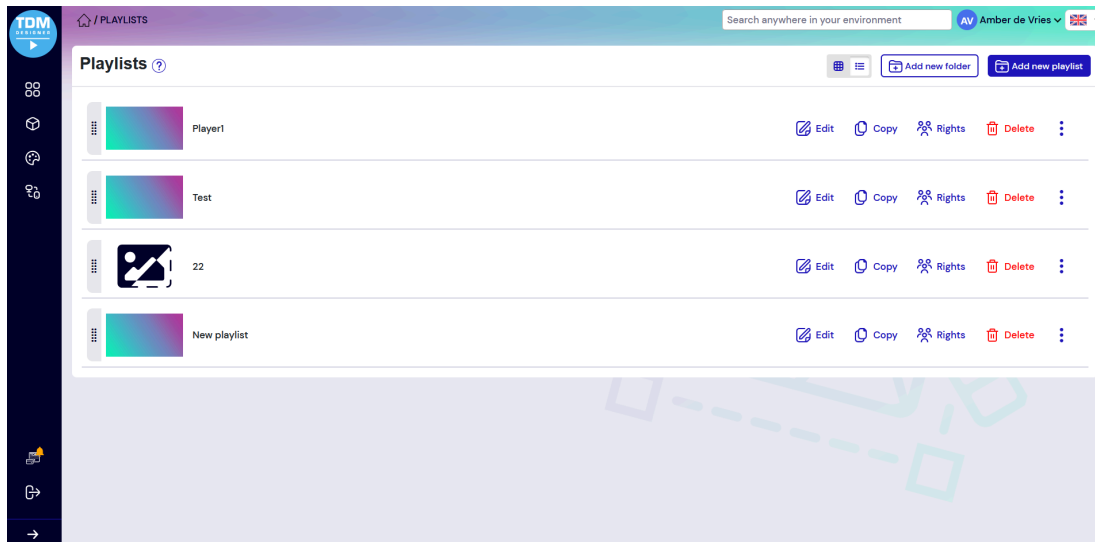 TDM
DESIGNER
/ PLAYLISTS
Search anywhere in your environment
AV
Amber de Vries
Playlists ?
Add new folder
Add new playlist
Player1
Edit Copy Rights Delete
Test
Edit Copy Rights Delete
22
Edit Copy Rights Delete
New playlist
Edit Copy Rights Delete